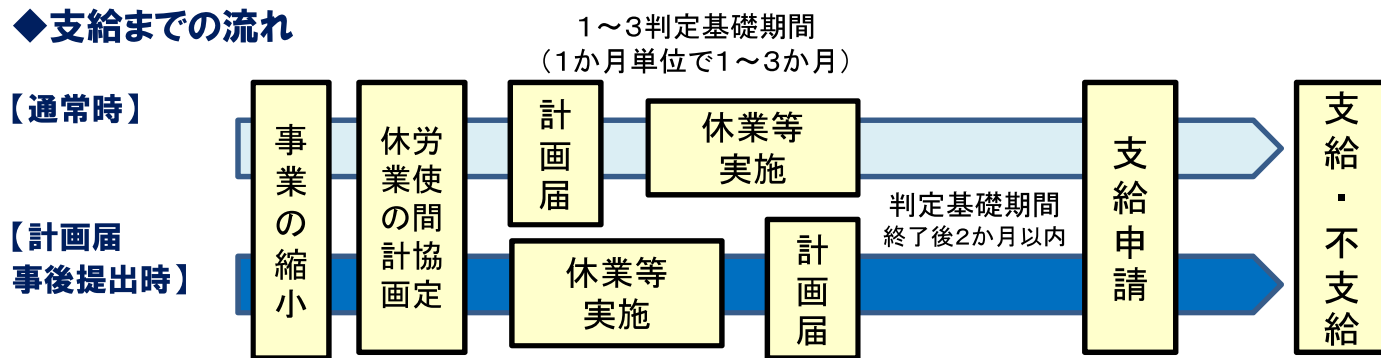 ◆支給までの流れ
1～3判定基礎期間
（1か月単位で1～3か月）
【通常時】
事業の縮小
労使間協定
休業の計画
計画届
休業等
実施
支給申請
支給・不支給
【計画届
事後提出時】
休業等
実施
計画届
判定基礎期間
終了後2か月以内